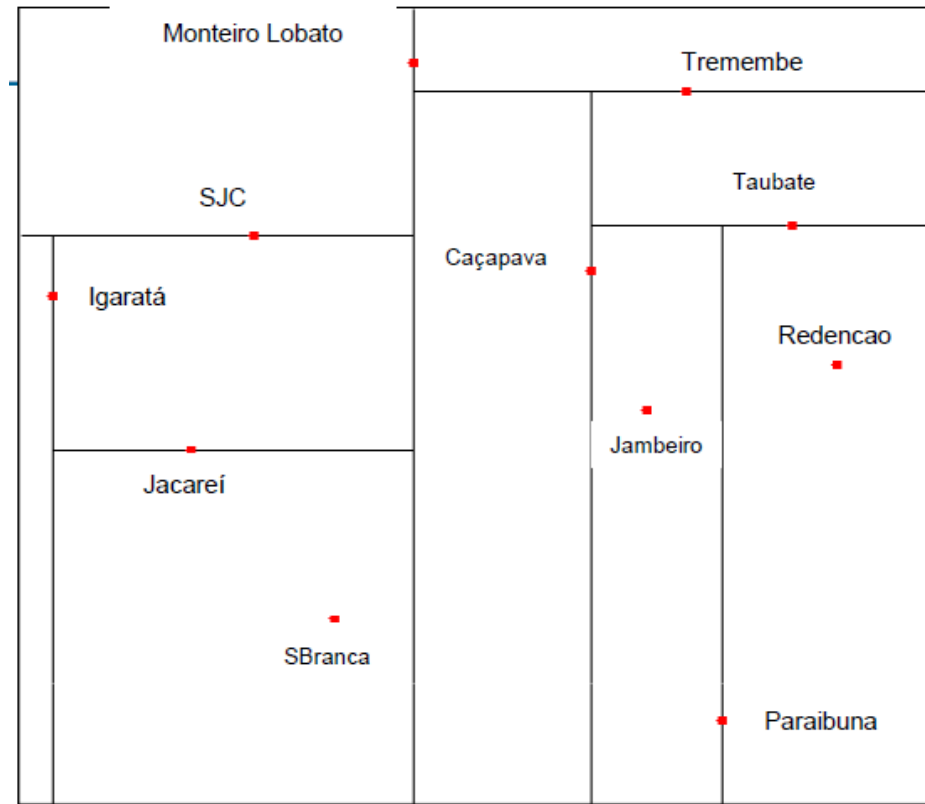 Monteiro Lobato
Tremembe
Taubate
SJC
Caçapava
Igaratá
Redencao
Jambeiro
Jacareí
SBranca
Paraibuna